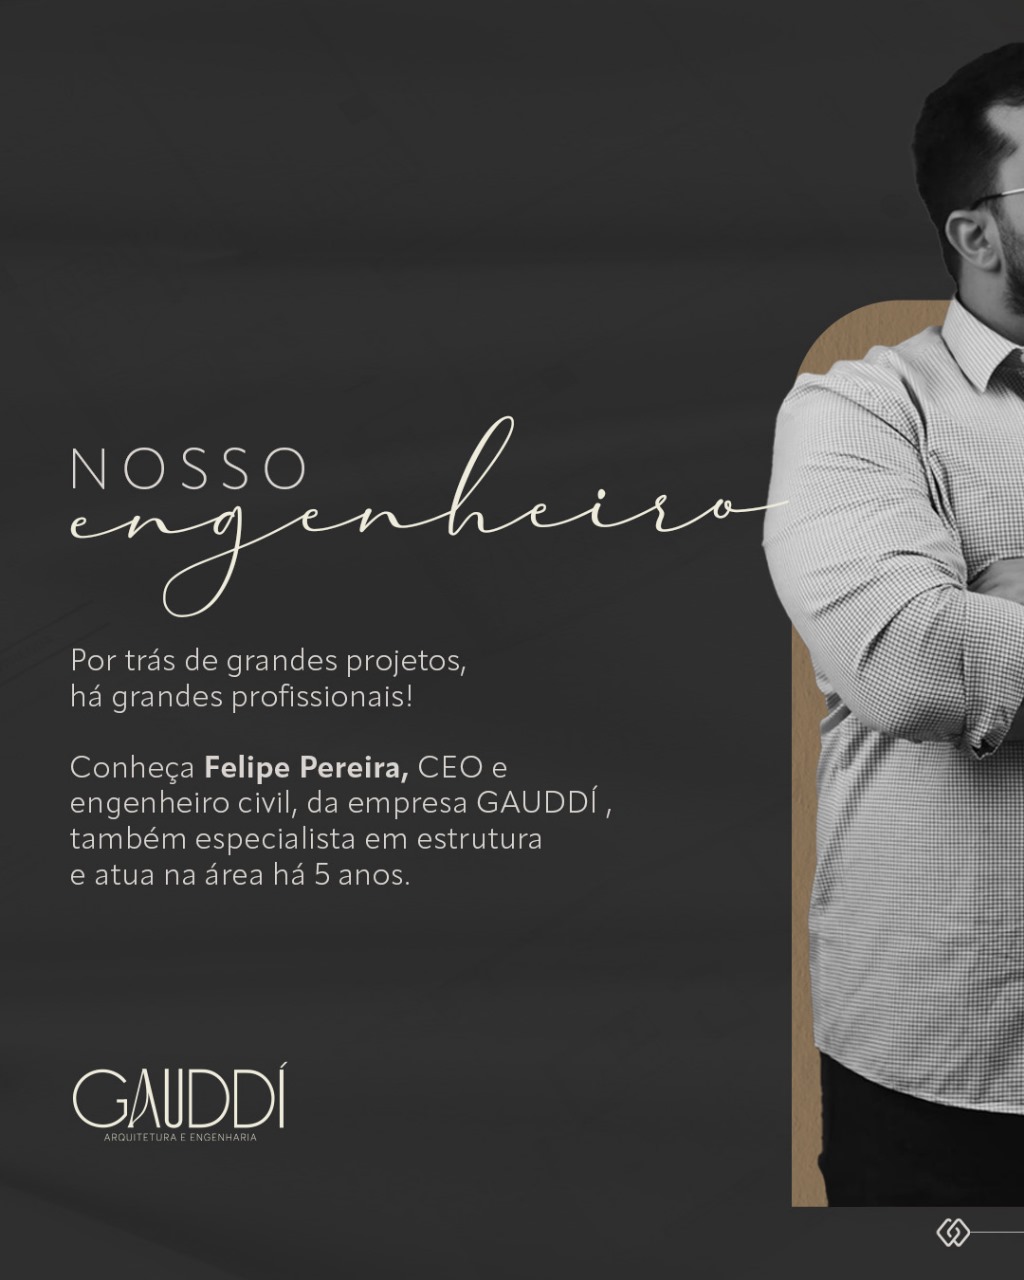 NOSSO
engenheiro
Por trás de grandes projetos,
há grandes profissionais!
Conheça Felipe Pereira, CEO e
engenheiro civil, da empresa GAUDDÍ ,
também especialista em estrutura
e atua na área há 5 anos.
GAUDDÍ
ARQUITETURA E ENGENHARIA